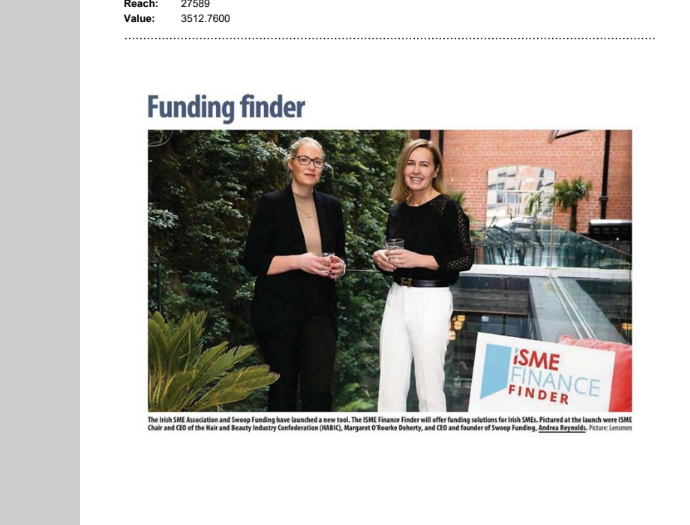 Reach: 27589
Value: 3512.7600
Funding finder
iSME
FINANCE
FINDER
The Irish SME Association and Swoop Funding have launched a new tool. The ISME Finance Finder will offer funding solutions for Irish SMEs. Pictured at the launch were ISME
Chair and CEO of the Hair and Beauty Industry Confederation (HABIC), Margaret O'Rourke Doherty, and CEO and founder of Swoop Funding, Andrea Reynolds. Picture: Lensmen